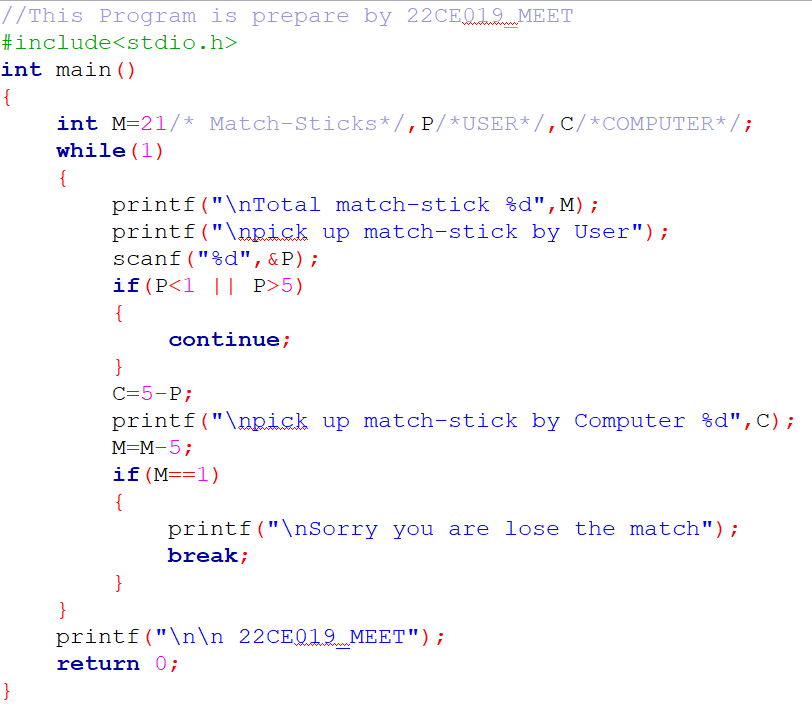 //This Program is prepare by 22CE019_MEET
#include<stdio.h>
int main()
{
    int M=21/* Match-Sticks*/,P/*USER*/,C/*COMPUTER*/;
    while(1)
    {
        printf("\nTotal match-stick %d",M);
        printf("\npick up match-stick by User");
        scanf("%d",&P);
        if(P<1 || P>5)
        {
            continue;
        }
        C=5-P;
        printf("\npick up match-stick by Computer %d",C);
        M=M-5;
        if(M==1)
        {
            printf("\nSorry you are lose the match");
            break;
        }
    }
    printf("\n\n 22CE019_MEET");
    return 0;
}